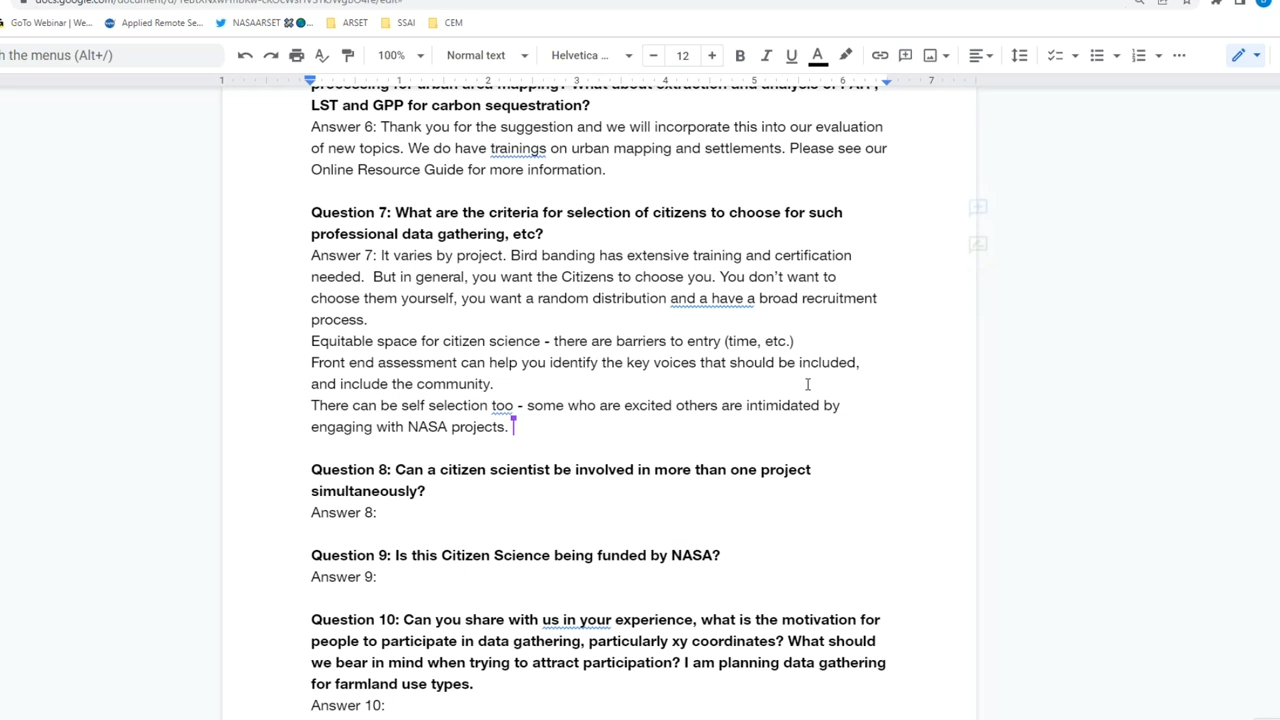 GoTo Webinar | We...
Applied Remote Se...
NASAARSET
ARSET
SSAI
CEM
h the menus (Alt+/)
100%
Normal text
Helvetica ...
12
1 1 2 3 4 5 6 7
LST and GPP for carbon sequestration?
Answer 6: Thank you for the suggestion and we will incorporate this into our evaluation
of new topics. We do have trainings on urban mapping and settlements. Please see our
Online Resource Guide for more information.
Question 7: What are the criteria for selection of citizens to choose for such
professional data gathering, etc?
Answer 7: It varies by project. Bird banding has extensive training and certification
needed.  But in general, you want the Citizens to choose you. You don't want to
choose them yourself, you want a random distribution and a have a broad recruitment
process.
Equitable space for citizen science - there are barriers to entry (time, etc.)
Front end assessment can help you identify the key voices that should be included,
and include the community.
There can be self selection too - some who are excited others are intimidated by
engaging with NASA projects.
Question 8: Can a citizen scientist be involved in more than one project
simultaneously?
Answer 8:
Question 9: Is this Citizen Science being funded by NASA?
Answer 9:
Question 10: Can you share with us in your experience, what is the motivation for
people to participate in data gathering, particularly xy coordinates? What should
we bear in mind when trying to attract participation? I am planning data gathering
for farmland use types.
Answer 10: